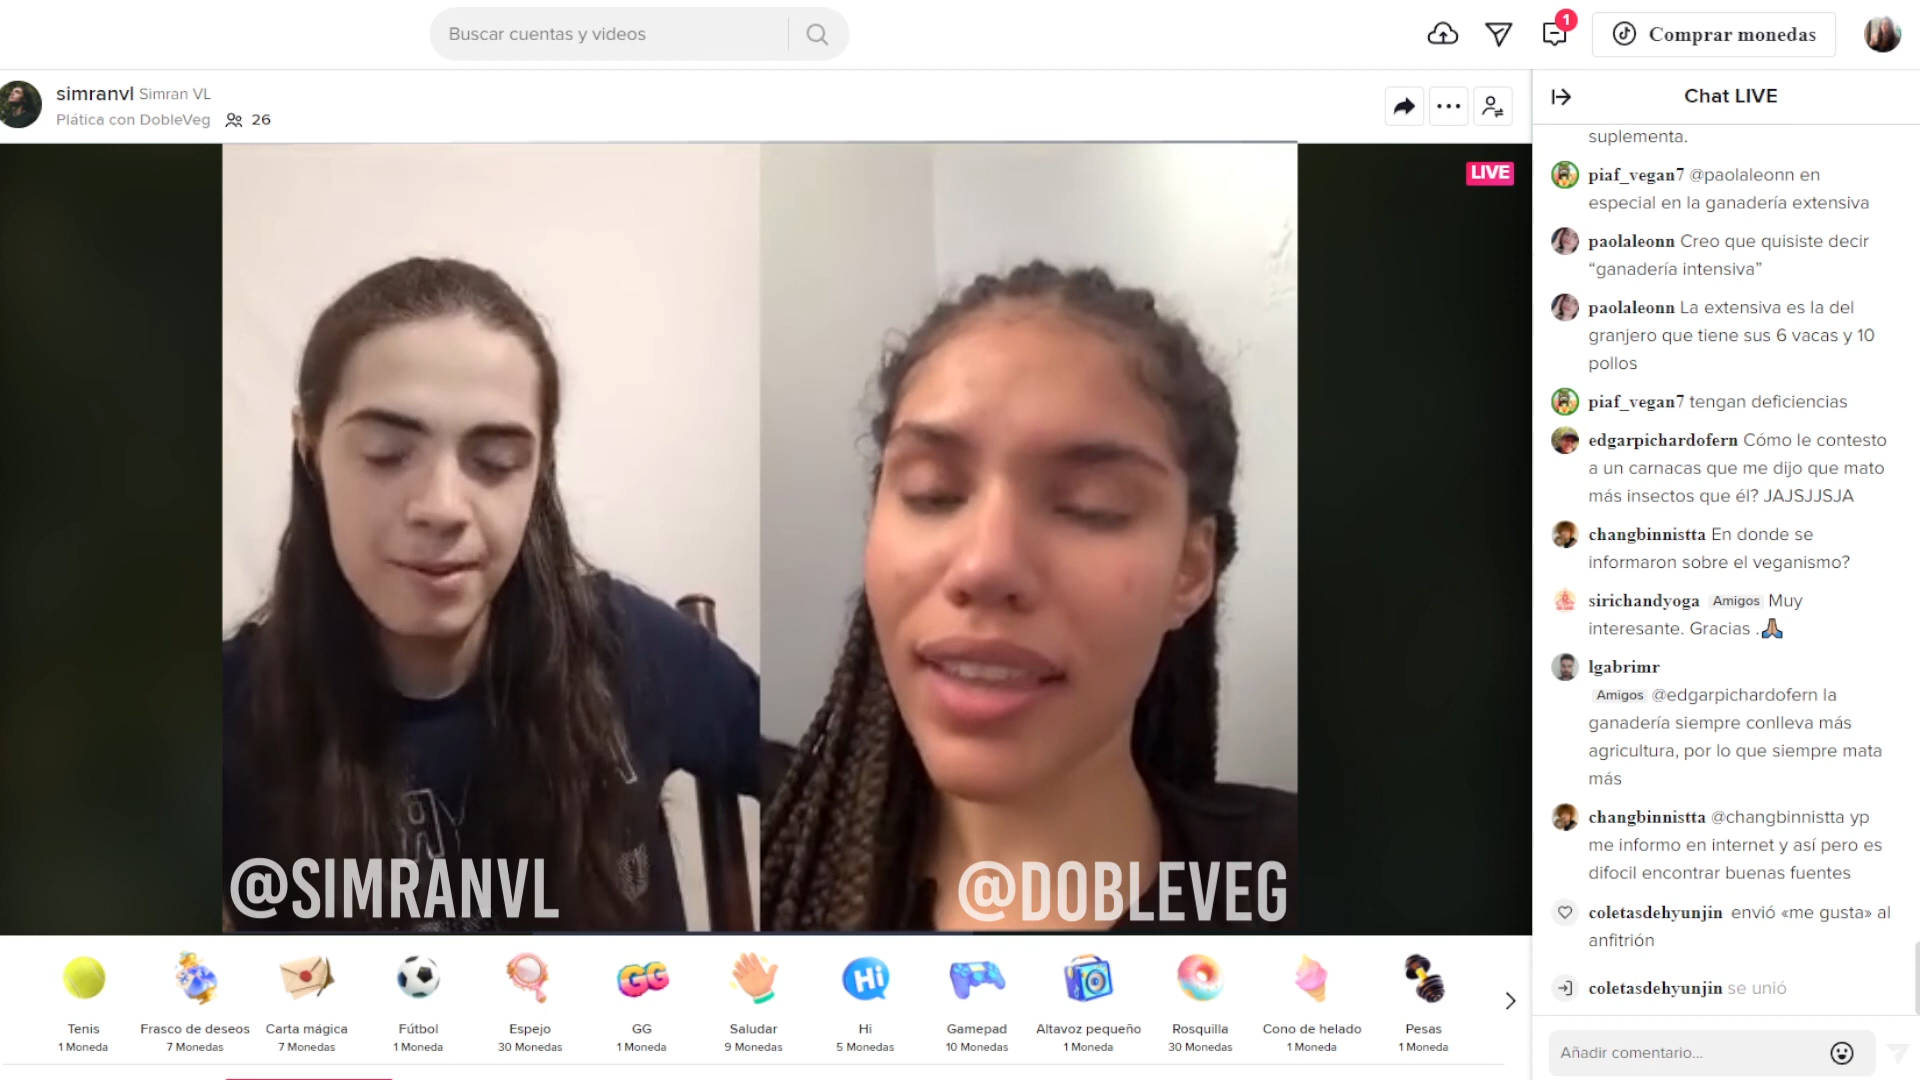 Buscar cuentas y videos
1
Comprar monedas
simranvl Simran VL
Plática con DobleVeg 26
LIVE
@SIMRANVL
@DOBLEVEG
Tenis
1 Moneda
Frasco de deseos
7 Monedas
Carta mágica
7 Monedas
Fútbol
1 Moneda
Espejo
30 Monedas
GG
GG
1 Moneda
Saludar
9 Monedas
Hi
Hi
5 Monedas
Gamepad
10 Monedas
Altavoz pequeño
1 Moneda
Rosquilla
30 Monedas
Cono de helado
1 Moneda
Pesas
1 Moneda
Chat LIVE
suplementa.
piaf_vegan7 @paolaleonn en
especial en la ganadería extensiva
paolaleonn Creo que quisiste decir
“ganadería intensiva”
paolaleonn La extensiva es la del
granjero que tiene sus 6 vacas y 10
pollos
piaf_vegan7 tengan deficiencias
edgarpichardofern Cómo le contesto
a un carnacas que me dijo que mato
más insectos que él? JAJSJJSJA
changbinnistta En donde se
informaron sobre el veganismo?
sirichandyoga Amigos Muy
interesante. Gracias .🙏🏽
lgabrimr
Amigos @edgarpichardofern la
ganadería siempre conlleva más
agricultura, por lo que siempre mata
más
changbinnistta @changbinnistta yp
me informo en internet y así pero es
difocil encontrar buenas fuentes
coletasdehyunjin envió «me gusta» al
anfitrión
coletasdehyunjin se unió
Añadir comentario...